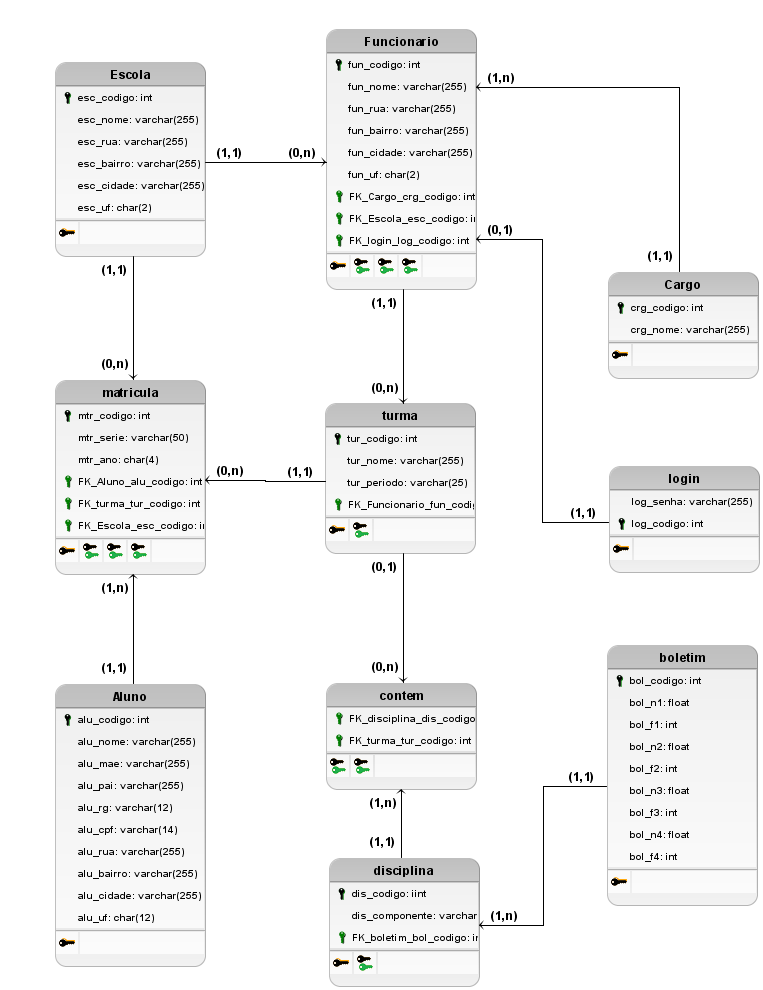 Escola
esc_codigo: int
esc_nome: varchar(255)
esc_rua: varchar(255)
esc_bairro: varchar(255)
esc_cidade: varchar(255)
esc_uf: char(2)
(1,1)
(0,n)
Funcionario
fun_codigo: int
fun_nome: varchar(255)
fun_rua: varchar(255)
fun_bairro: varchar(255)
fun_cidade: varchar(255)
fun_uf: char(2)
FK_Cargo_crg_codigo: int
FK_Escola_esc_codigo: i
FK_login_log_codigo: int
(1,n)
(1,1)
(0,1)
Cargo
crg_codigo: int
crg_nome: varchar(255)
(1,1)
(0,n)
(1,1)
(0,n)
matricula
mtr_codigo: int
mtr_serie: varchar(50)
mtr_ano: char(4)
FK_Aluno_alu_codigo: int
FK_turma_tur_codigo: int
FK_Escola_esc_codigo: i
(0,n)
(1,1)
turma
tur_codigo: int
tur_nome: varchar(255)
tur_periodo: varchar(25)
FK_Funcionario_fun_codig
login
log_senha: varchar(255)
log_codigo: int
(1,1)
(1,n)
(1,1)
(0,1)
(0,n)
Aluno
alu_codigo: int
alu_nome: varchar(255)
alu_mae: varchar(255)
alu_pai: varchar(255)
alu_rg: varchar(12)
alu_cpf: varchar(14)
alu_rua: varchar(255)
alu_bairro: varchar(255)
alu_cidade: varchar(255)
alu_uf: char(12)
contem
FK_disciplina_dis_codigo
FK_turma_tur_codigo: int
(1,n)
(1,1)
boletim
bol_codigo: int
bol_n1: float
bol_f1: int
bol_n2: float
bol_f2: int
bol_n3: float
bol_f3: int
bol_n4: float
bol_f4: int
(1,1)
(1,n)
disciplina
dis_codigo: iint
dis_componente: varchar
FK_boletim_bol_codigo: i